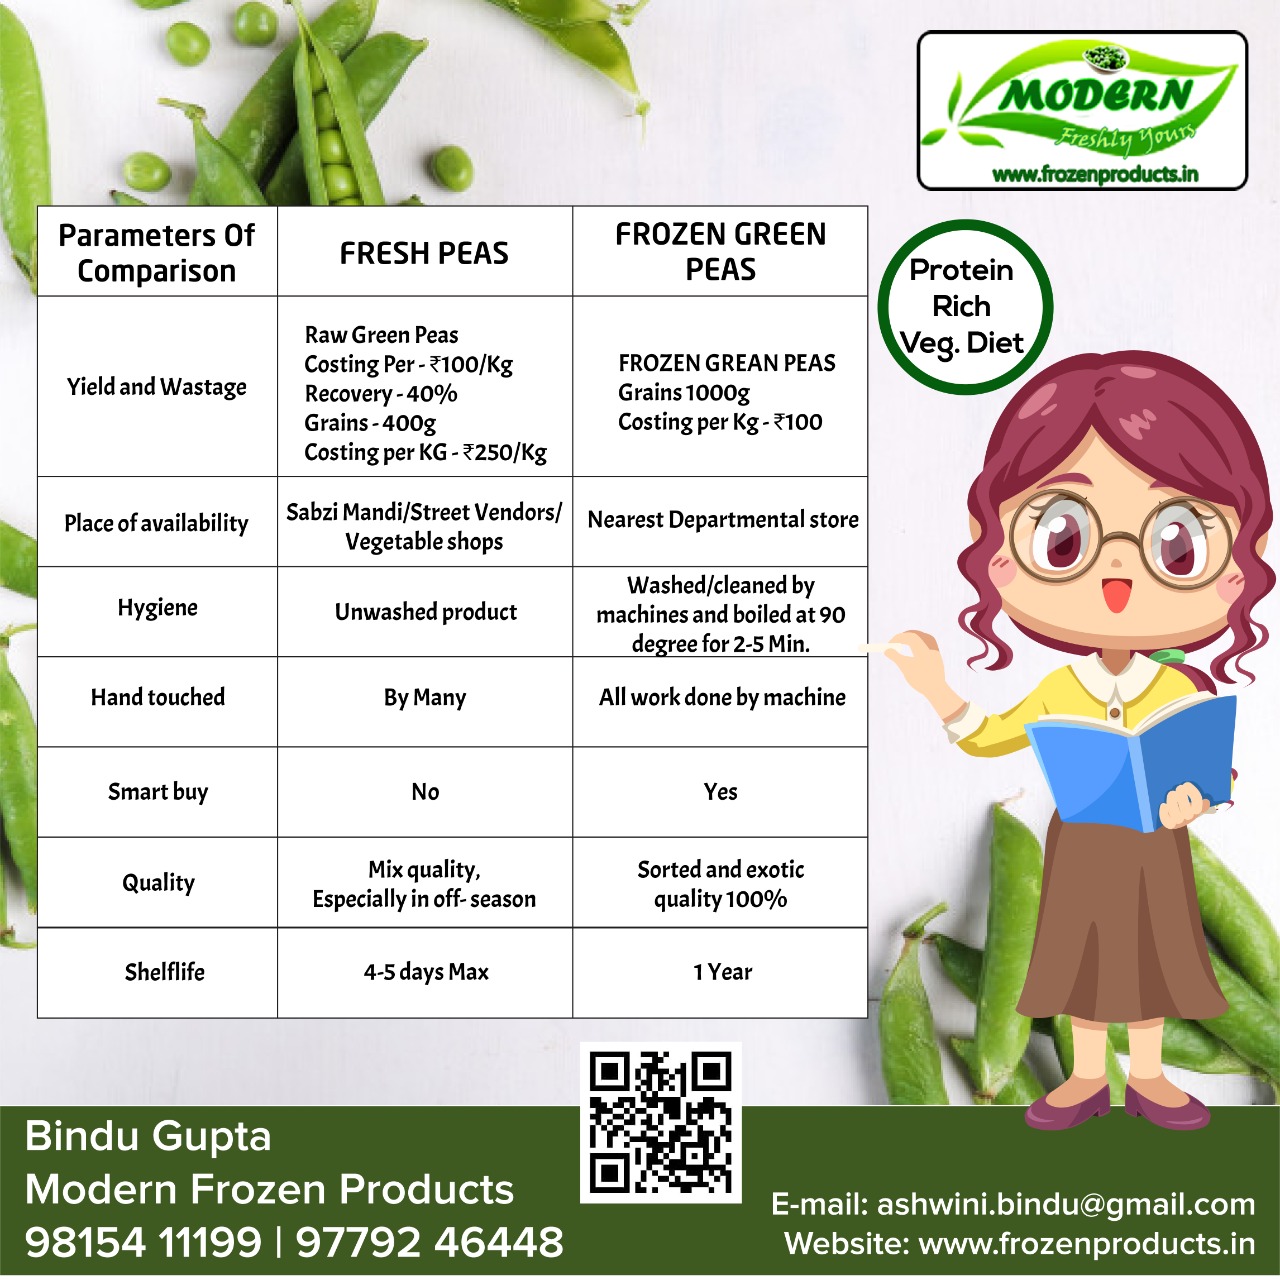 MODERN
Freshly Yours
www.frozenproducts.in
Parameters Of
Comparison
FRESH PEAS
FROZEN GREEN
PEAS
Protein
Rich
Veg. Diet
Yield and Wastage
Raw Green Peas
Costing Per - ₹100/Kg
Recovery - 40%
Grains - 400g
Costing per KG - ₹250/Kg
FROZEN GREAN PEAS
Grains 1000g
Costing per Kg - ₹100
Place of availability
Sabzi Mandi/Street Vendors/
Vegetable shops
Nearest Departmental store
Hygiene
Unwashed product
Washed/cleaned by
machines and boiled at 90
degree for 2-5 Min.
Hand touched
By Many
All work done by machine
Smart buy
No
Yes
Quality
Mix quality,
Especially in off- season
Sorted and exotic
quality 100%
Shelflife
4-5 days Max
1 Year
Bindu Gupta
Modern Frozen Products
98154 11199 | 97792 46448
E-mail: ashwini.bindu@gmail.com
Website: www.frozenproducts.in